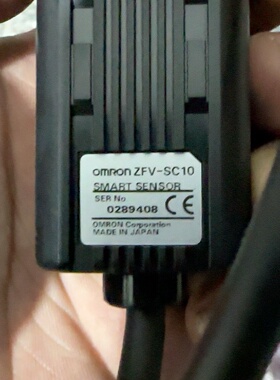 omron ZFV-SC10
SMART SENSOR
SER No
0289408 CE
OMRON Corporation
MADE IN JAPAN